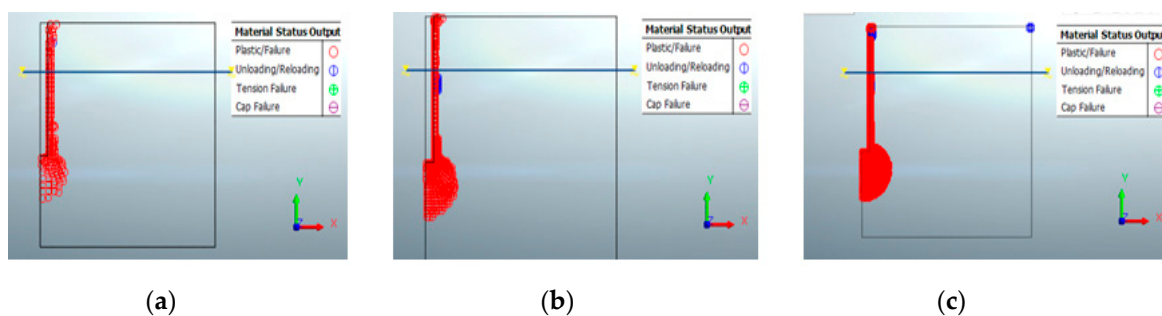 Material Status Output
Plastic/Failure
Unloading/Reloading
Tension Failure
Cap Failure
Y
Z
X
(a)
Material Status Output
Plastic/Failure
Unloading/Reloading
Tension Failure
Cap Failure
Y
Z
X
(b)
Material Status Output
Plastic/Failure
Unloading/Reloading
Tension Failure
Cap Failure
Y
Z
X
(c)